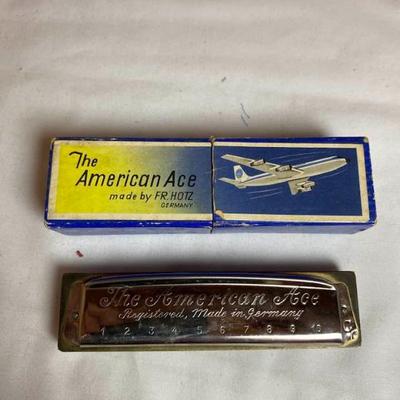 The
American Ace
made by FR. HOTZ
GERMANY
The American Ace
Registered, Made in Germany
1 2 3 4 5 6 7 8 9 10